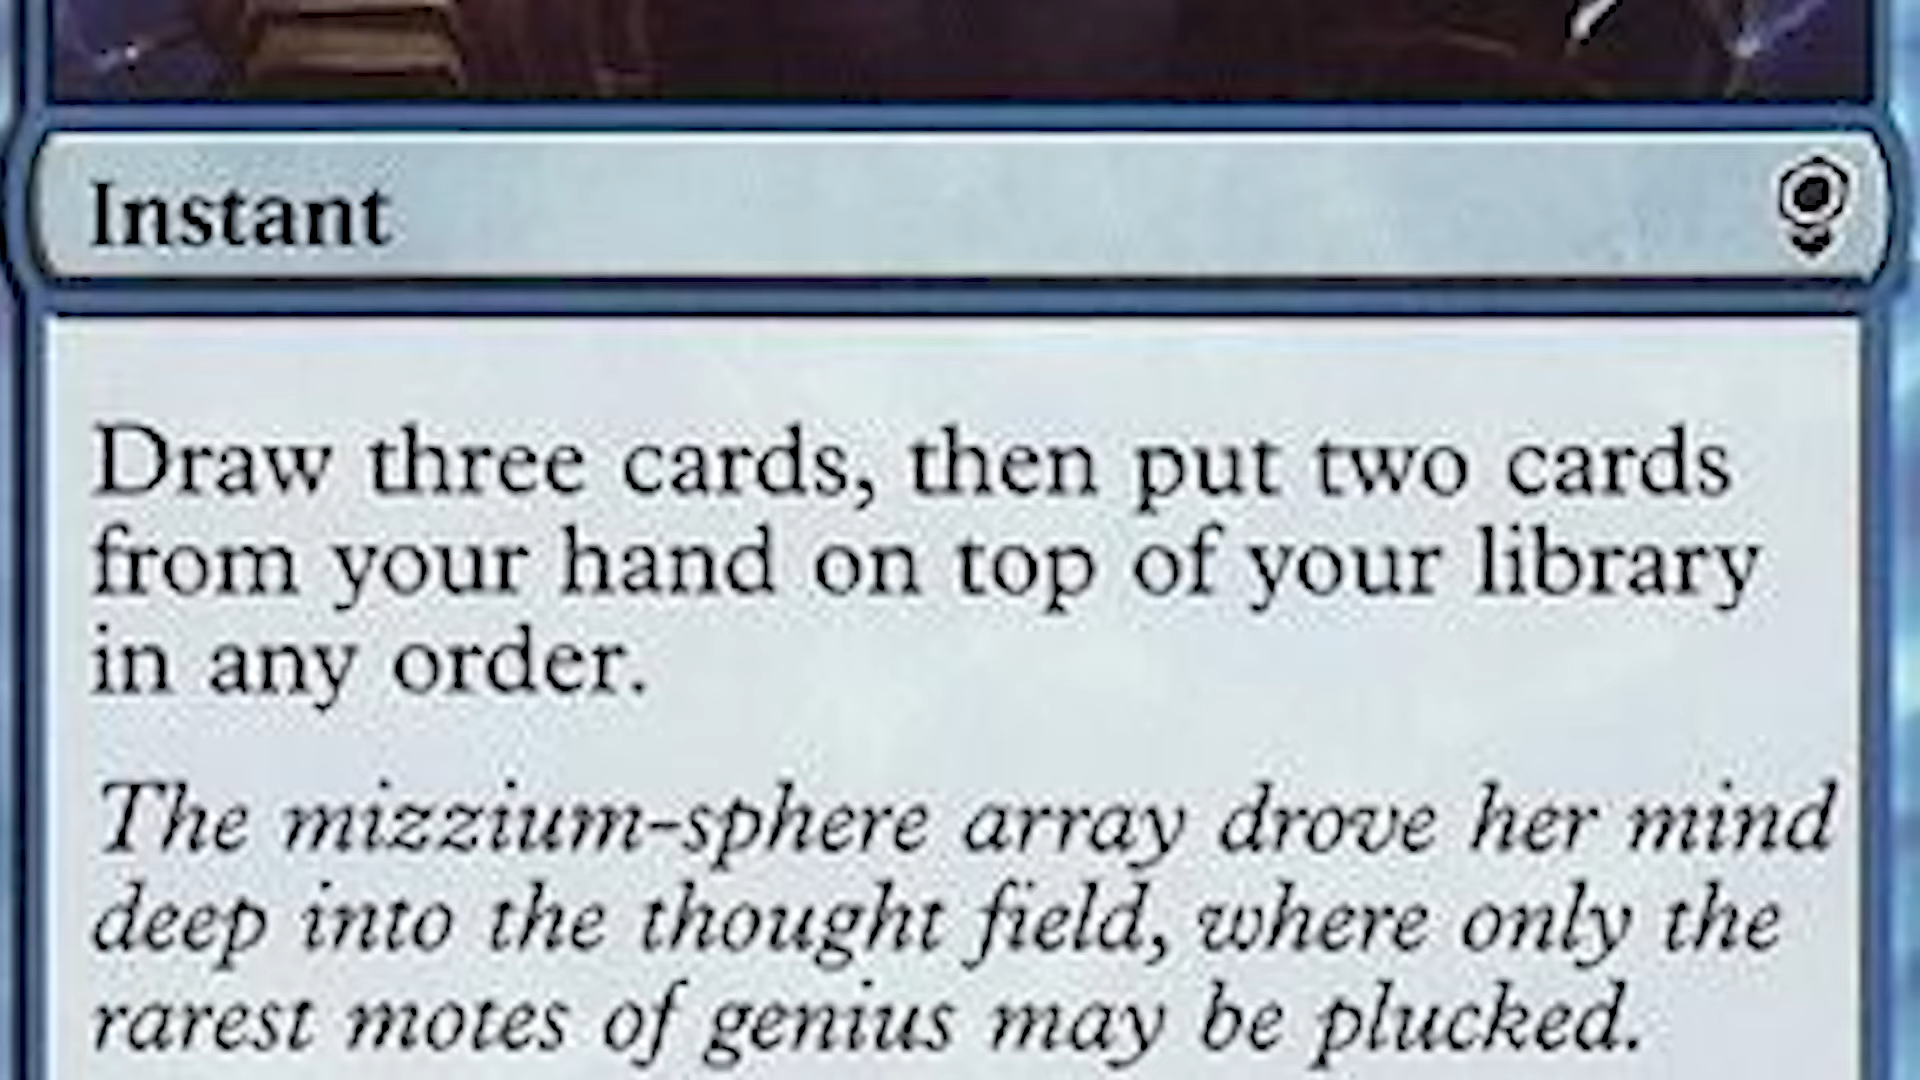 Instant
Draw three cards, then put two cards
from your hand on top of your library
in any order.
The mizzium-sphere array drove her mind
deep into the thought field, where only the
rarest motes of genius may be plucked.